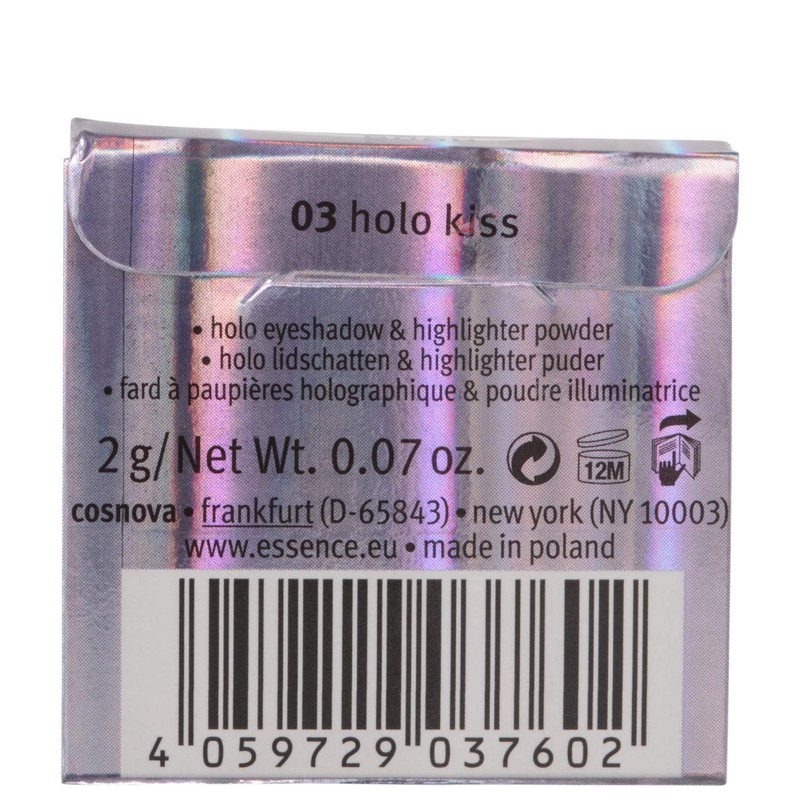 03 holo kiss
• holo eyeshadow & highlighter powder
• holo lidschatten & highlighter puder
• fard à paupières holographique & poudre illuminatrice
2 g/Net Wt. 0.07 oz.
12M
cosnova • frankfurt (D-65843) • new york (NY 10003)
www.essence.eu • made in poland
4 059729 037602